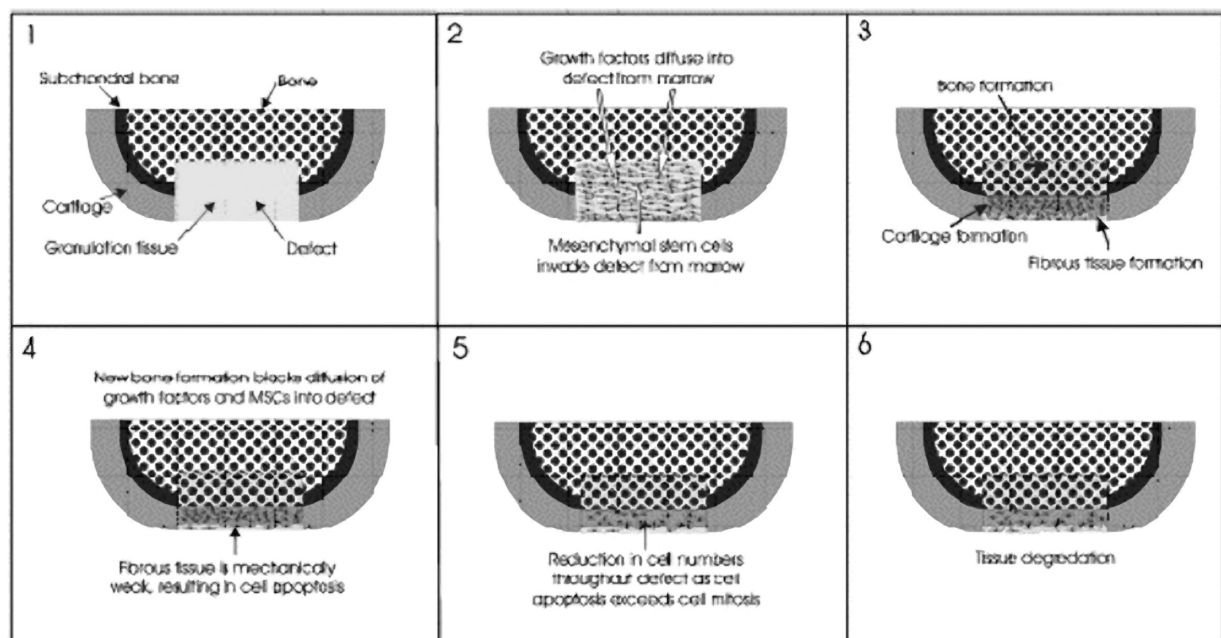 1
Subchondral bone
Bone
Cartilage
Granulation tissue
Defect
2
Growth factors diffuse into
defect from marrow
Mesenchymal stem cells
invade defect from marrow
3
Bone formation
Cartilage formation
Fibrous tissue formation
4
New bone formation blocks diffusion of
growth factors and MSCs into defect
Fibrous tissue is mechanically
weak, resulting in cell apoptosis
5
Reduction in cell numbers
throughout defect as cell
apoptosis exceeds cell mitosis
6
Tissue degredation